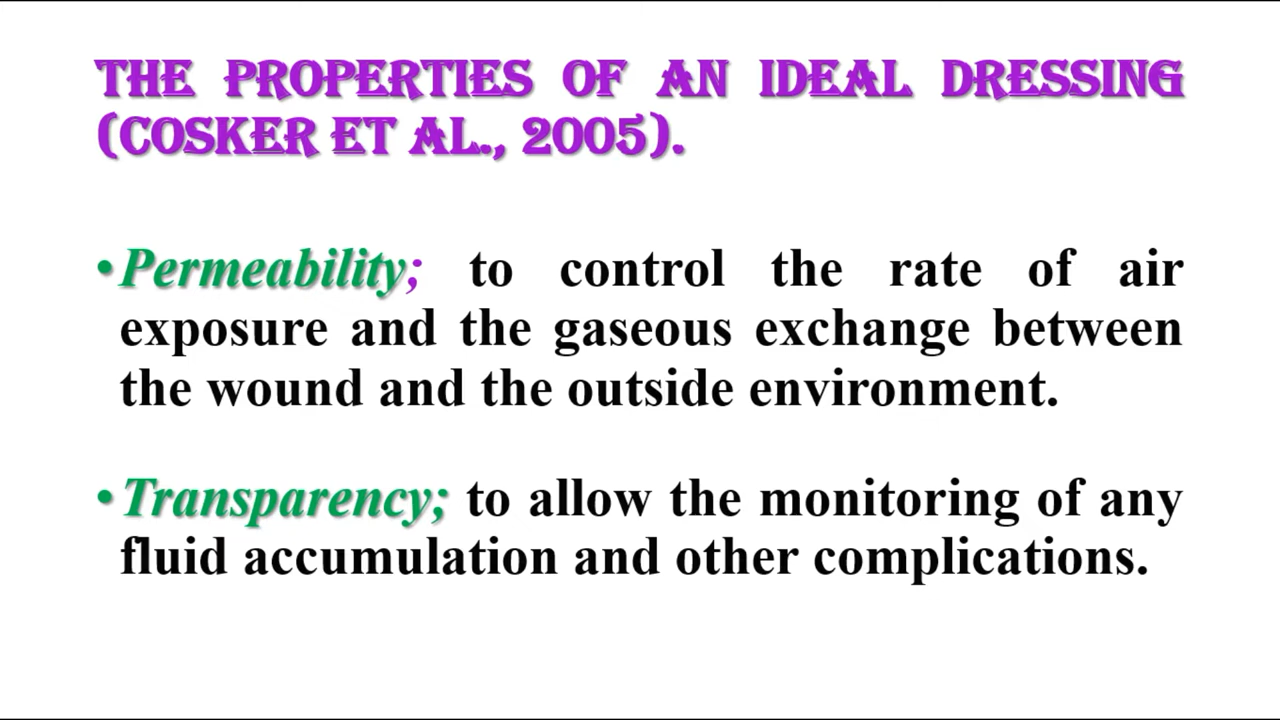 THE PROPERTIES OF AN IDEAL DRESSING
(COSKER ET AL., 2005).
•Permeability; to control the rate of air
exposure and the gaseous exchange between
the wound and the outside environment.
•Transparency; to allow the monitoring of any
fluid accumulation and other complications.